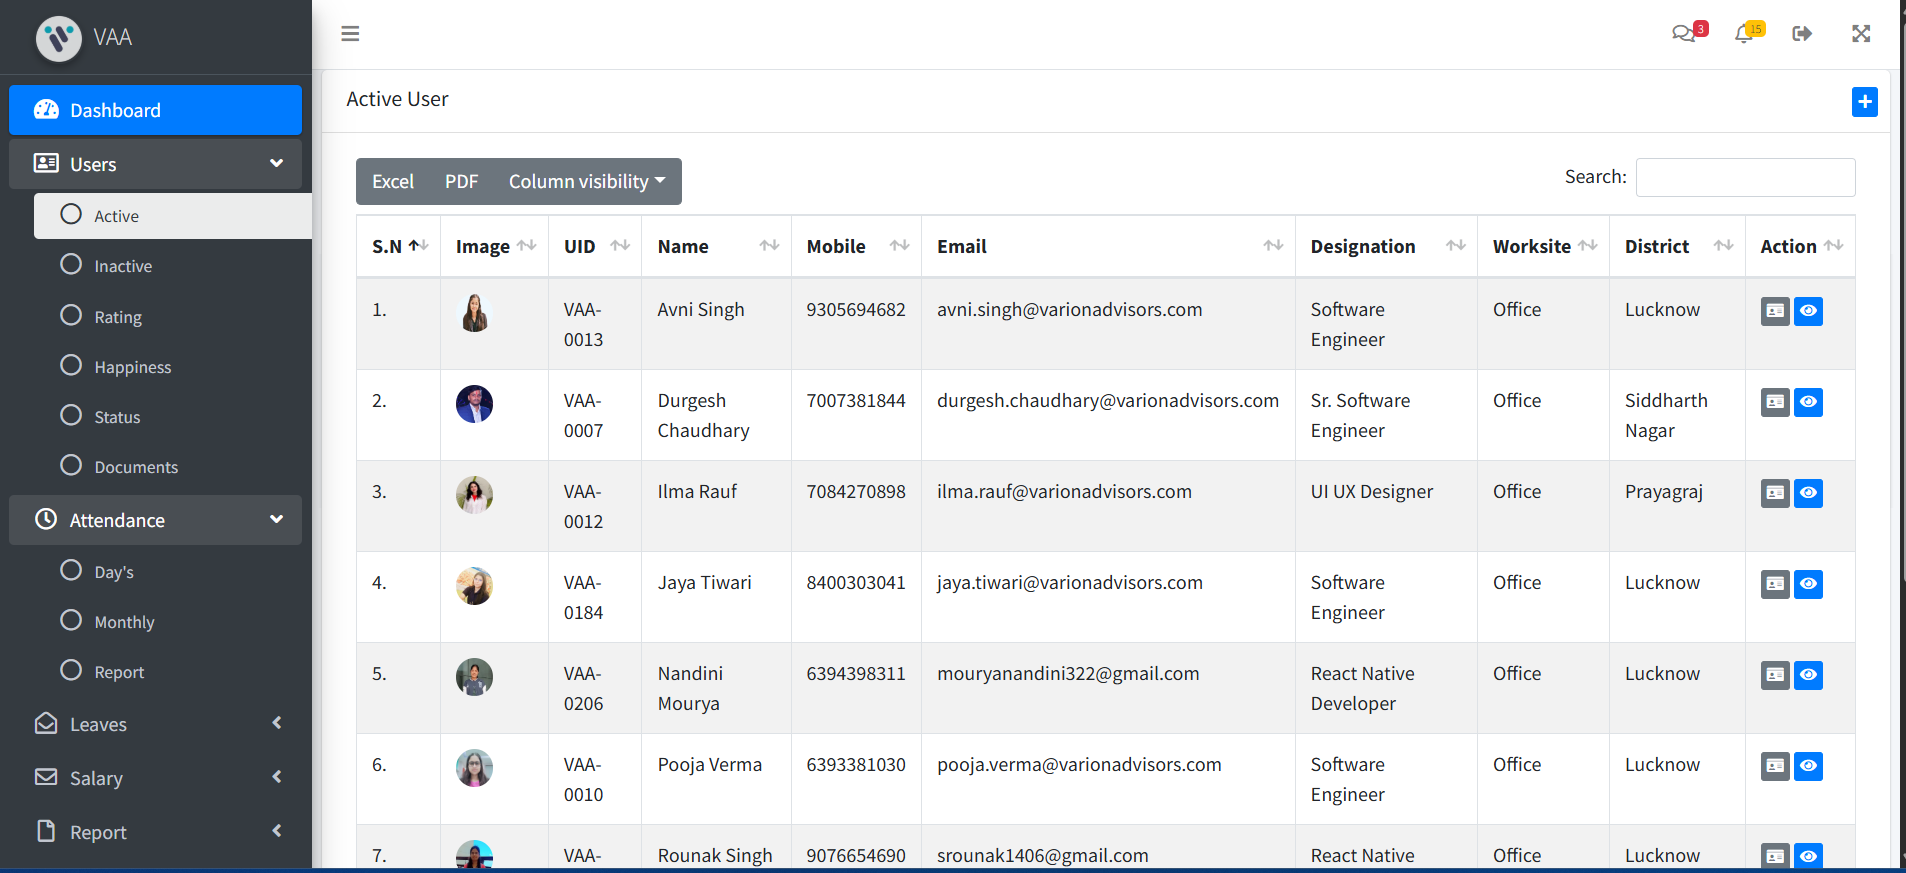 VAA
3
15
Dashboard
Users
Active
Inactive
Rating
Happiness
Status
Documents
Attendance
Day's
Monthly
Report
Leaves
Salary
Report
Active User
Excel PDF Column visibility
Search:
S.N Image UID Name Mobile Email Designation Worksite District Action
1. VAA- Avni Singh 9305694682 avni.singh@varionadvisors.com Software Office Lucknow
0013 Engineer
2. VAA- Durgesh 7007381844 durgesh.chaudhary@varionadvisors.com Sr. Software Office Siddharth
0007 Chaudhary Engineer Nagar
3. VAA- Ilma Rauf 7084270898 ilma.rauf@varionadvisors.com UI UX Designer Office Prayagraj
0012
4. VAA- Jaya Tiwari 8400303041 jaya.tiwari@varionadvisors.com Software Office Lucknow
0184 Engineer
5. VAA- Nandini 6394398311 mouryanandini322@gmail.com React Native Office Lucknow
0206 Mourya Developer
6. VAA- Pooja Verma 6393381030 pooja.verma@varionadvisors.com Software Office Lucknow
0010 Engineer
7. VAA- Rounak Singh 9076654690 srounak1406@gmail.com React Native Office Lucknow